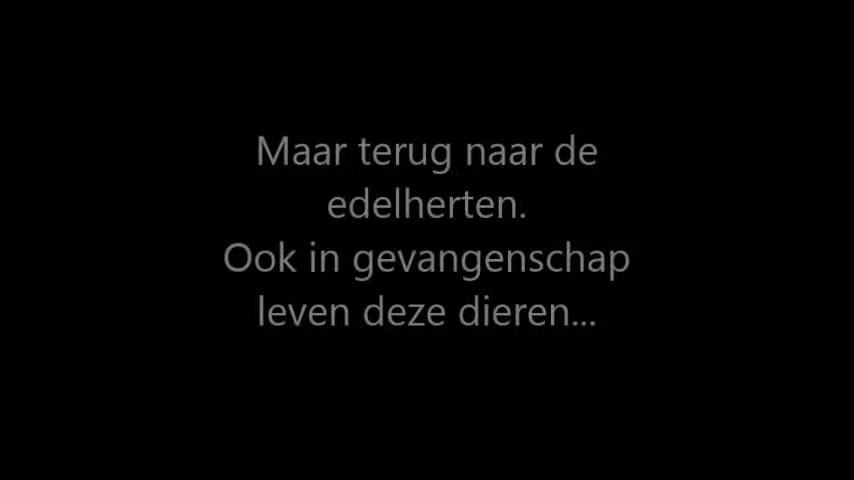 Maar terug naar de
edelherten.
Ook in gevangenschap
leven deze dieren...